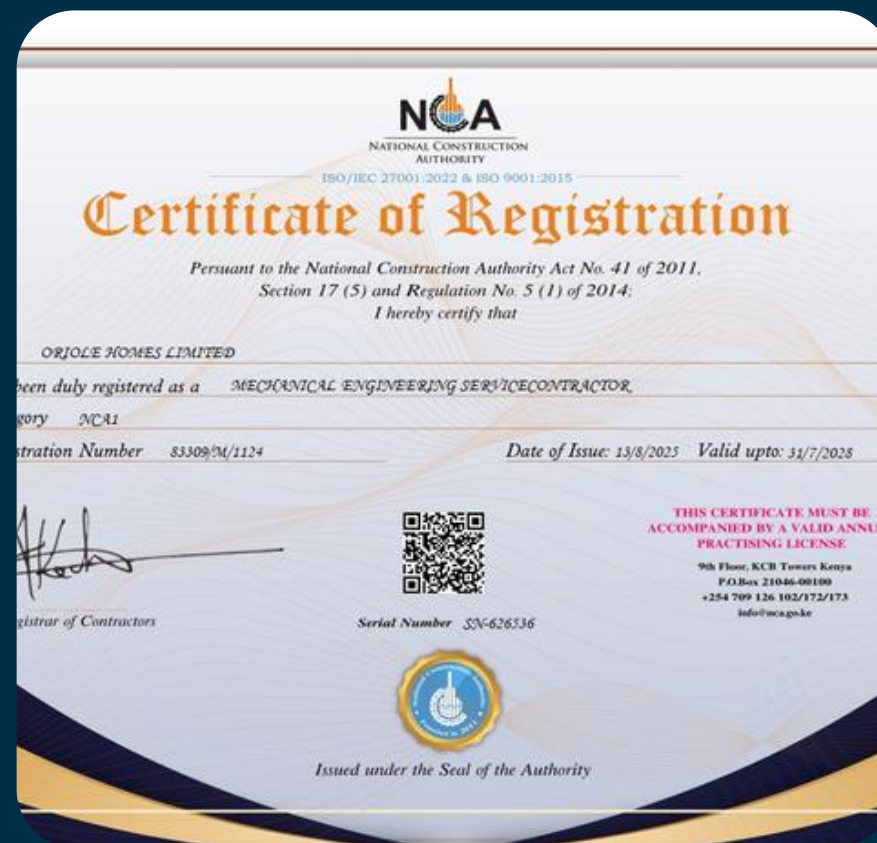 NCA
NATIONAL CONSTRUCTION
AUTHORITY
ISO/IEC 27001:2022 & ISO 9001:2015
Certificate of Registration
Persuant to the National Construction Authority Act No. 41 of 2011,
Section 17 (5) and Regulation No. 5 (1) of 2014;
I hereby certify that
ORIOLE HOMES LIMITED
been duly registered as a MECHANICAL ENGINEERING SERVICECONTRACTOR
gory NCA1
stration Number 83309/M/1124 Date of Issue: 13/8/2025 Valid upto: 31/7/2028
THIS CERTIFICATE MUST BE
ACCOMPANIED BY A VALID ANNU
PRACTISING LICENSE
9th Floor, KCB Towers Kenya
P.O.Box 21046-00100
+254 709 126 102/172/173
info@nca.go.ke
gistrar of Contractors
Serial Number SN-626536
Issued under the Seal of the Authority